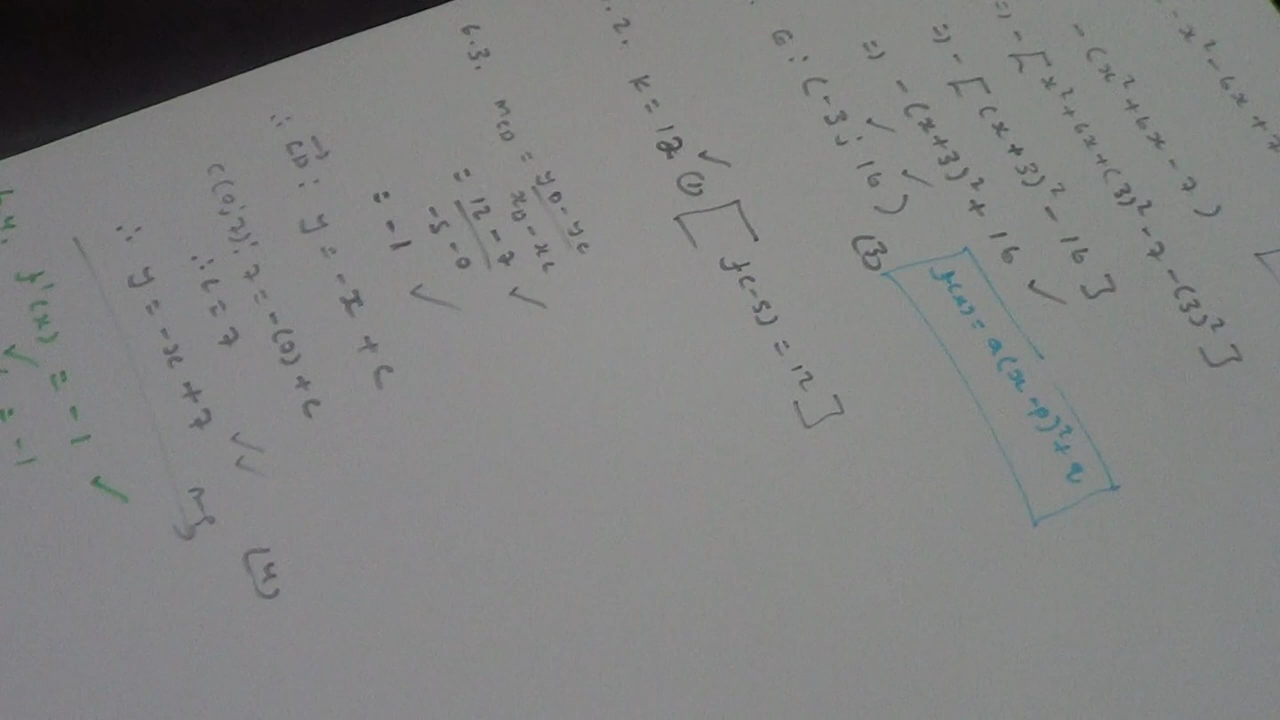 -x² - 6x + 7
-(x² + 6x - 7)
=) -[x² + 6x + (3)² - 7 - (3)²]
=) -[(x + 3)² - 16]
=) -(x+3)² + 16 ✓
f(x) = a(x - p)² + q
G: (-3 ; 16) (3)
✓ ✓
.2. K = 12 ✓ (1) [f(-5) = 12]
6.3. mCD = yD - yC / xD - xC
= 12 - 7 / -5 - 0 ✓
= -1 ✓
∴ CD: y = -x + c
C(0;7): 7 = -(0) + c
∴ c = 7
∴ y = -x + 7 ✓✓ (4)
f'(x) = -1 ✓
= -1